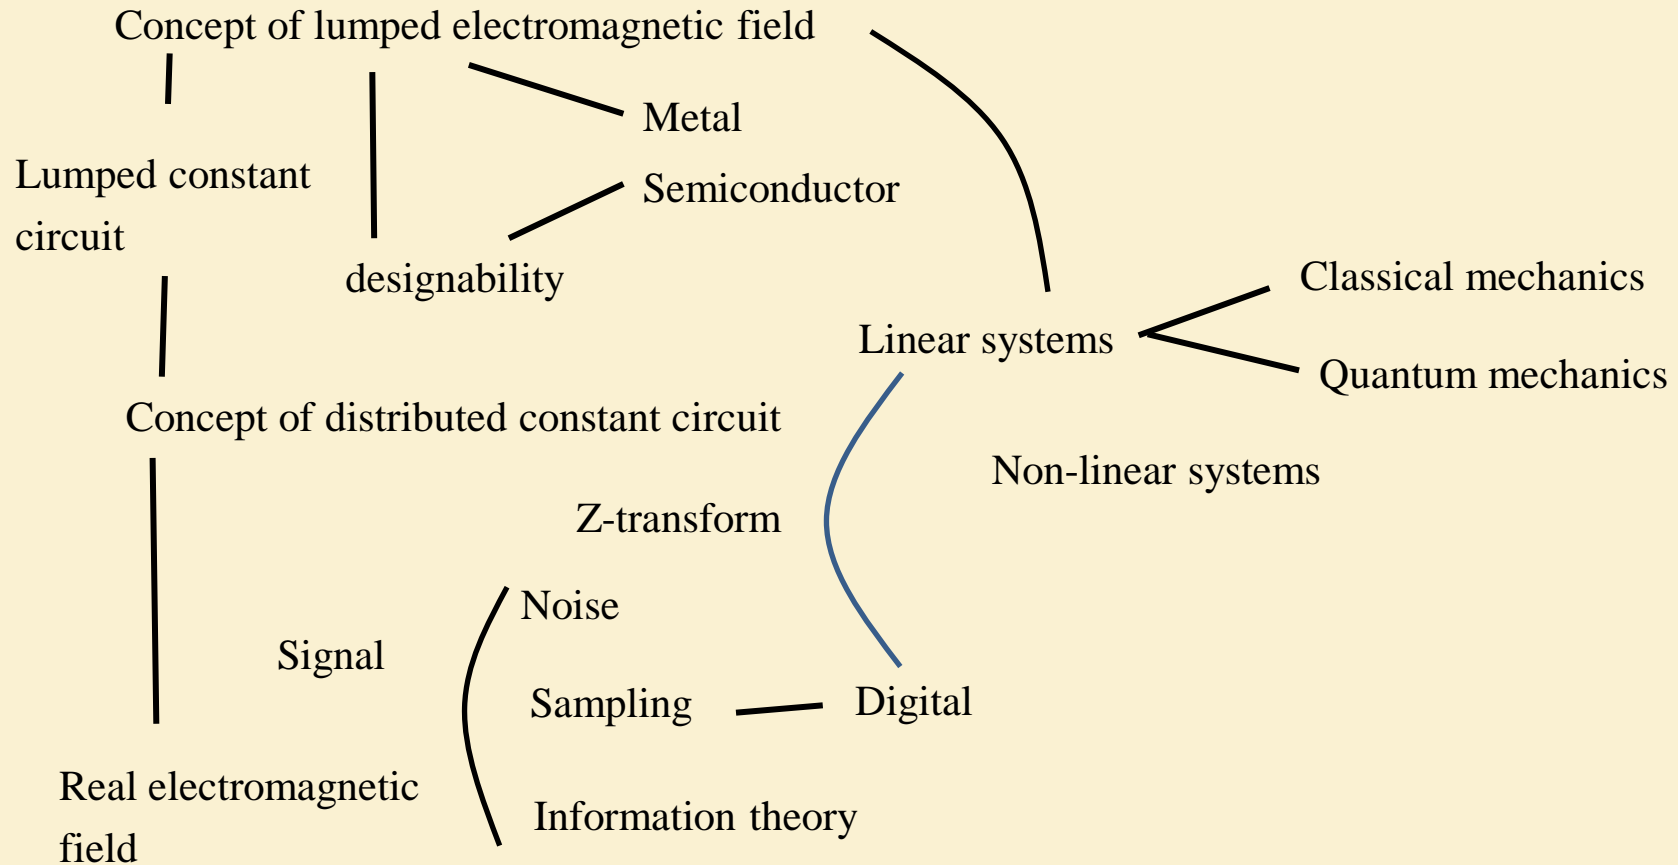 Concept of lumped electromagnetic field
Metal
Lumped constant
circuit
Semiconductor
designability
Classical mechanics
Linear systems
Quantum mechanics
Concept of distributed constant circuit
Non-linear systems
Z-transform
Noise
Signal
Sampling
Digital
Real electromagnetic
field
Information theory